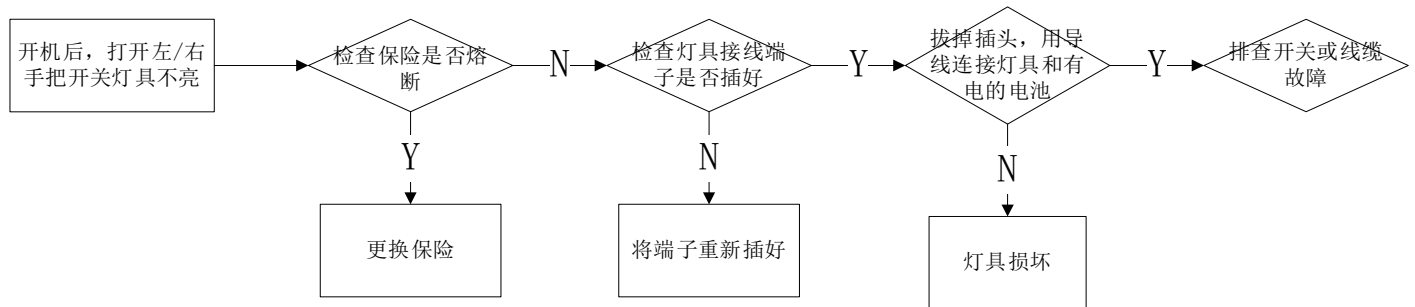 开机后，打开左/右
手把开关灯具不亮
检查保险是否熔
断
N
检查灯具接线端
子是否插好
Y
拔掉插头，用导
线连接灯具和有
电的电池
Y
排查开关或线缆
故障
Y
N
N
更换保险
将端子重新插好
灯具损坏